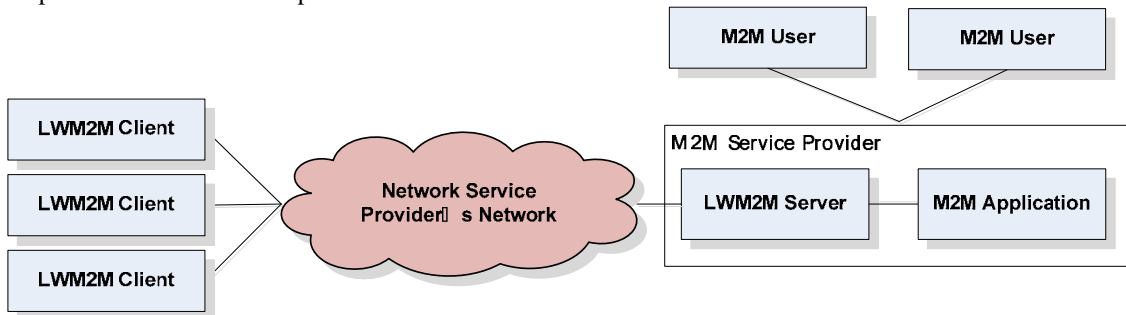 M2M User
M2M User
LWM2M Client
LWM2M Client
LWM2M Client
Network Service
Provider s Network
M2M Service Provider
LWM2M Server
M2M Application